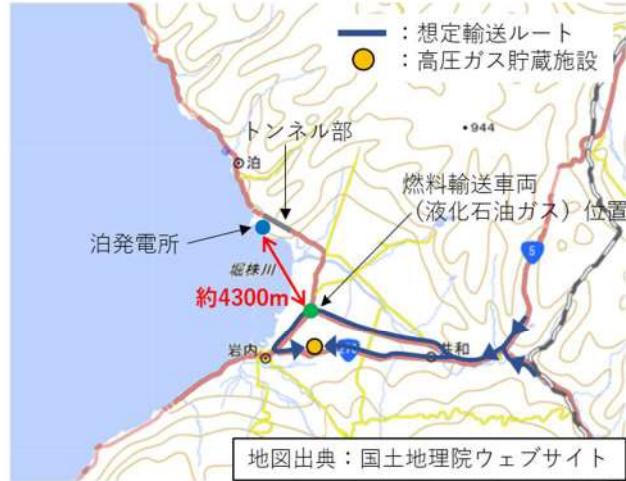 ：想定輸送ルート
：高圧ガス貯蔵施設
トンネル部
・944
泊
燃料輸送車両
（液化石油ガス）位置
泊発電所
堀株川
5
約4300m
岩内
共和
地図出典：国土地理院ウェブサイト